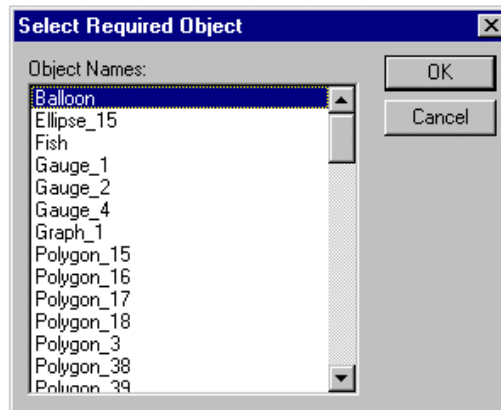 Select Required Object
Object Names:
OK
Balloon
Cancel
Ellipse_15
Fish
Gauge_1
Gauge_2
Gauge_4
Graph_1
Polygon_15
Polygon_16
Polygon_17
Polygon_18
Polygon_3
Polygon_38
Polygon_39